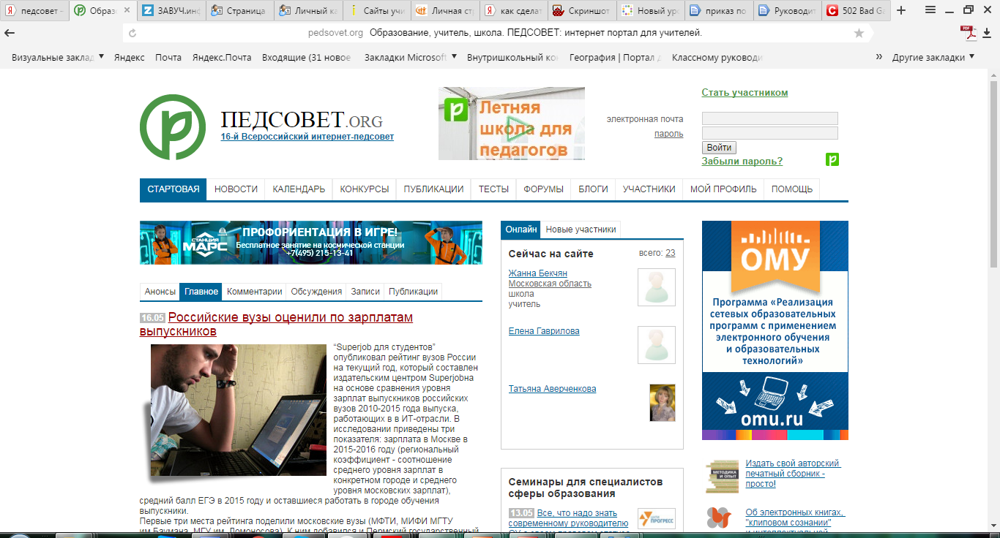 педсовет –
Образ
ЗАВУЧ.инф
Страница
Личный ка
Сайты учи
Личная стр
как сделат
Скриншот
Новый уро
приказ по
Руководит
502 Bad Ga
pedsovet.org Образование, учитель, школа. ПЕДСОВЕТ: интернет портал для учителей.
Визуальные заклад
Яндекс
Почта
Яндекс.Почта
Входящие (31 новое
Закладки Microsoft
Внутришкольный ко
География | Портал д
Классному руководи
» Другие закладки
ПЕДСОВЕТ.ORG
16-й Всероссийский интернет-педсовет
Летняя
школа для
педагогов
Стать участником
электронная почта
пароль
Войти
Забыли пароль?
СТАРТОВАЯ НОВОСТИ КАЛЕНДАРЬ КОНКУРСЫ ПУБЛИКАЦИИ ТЕСТЫ ФОРУМЫ БЛОГИ УЧАСТНИКИ МОЙ ПРОФИЛЬ ПОМОЩЬ
СТАНЦИЯ
МАРС
ПРОФОРИЕНТАЦИЯ В ИГРЕ!
Бесплатное занятие на космической станции
+7(495) 215-13-41
Анонсы Главное Комментарии Обсуждения Записи Публикации
16.05 Российские вузы оценили по зарплатам
выпускников
“Superjob для студентов”
опубликовал рейтинг вузов России
на текущий год, который составлен
издательским центром Superjobна
на основе сравнения уровня
зарплат выпускников российских
вузов 2010-2015 года выпуска,
работающих в в ИТ-отрасли. В
исследовании приведены три
показателя: зарплата в Москве в
2015-2016 году (региональный
коэффициент - соотношение
среднего уровня зарплат в
конкретном городе и среднего
уровня московских зарплат),
средний балл ЕГЭ в 2015 году и оставшиеся работать в городе обучения
выпускники.
Первые три места рейтинга поделили московские вузы (МФТИ, МИФИ МГТУ
им.Баумана, МГУ им. Ломоносова). К ним добавился и Пермский государственный
Онлайн Новые участники
Сейчас на сайте всего: 23
Жанна Бекчян
Московская область
школа
учитель
Елена Гаврилова
Татьяна Аверченкова
Семинары для специалистов
сферы образования
13.05 Все, что надо знать
современному руководителю
ПРОГРЕСС
ОМУ
Программа «Реализация
сетевых образовательных
программ с применением
электронного обучения
и образовательных
технологий»
omu.ru
МЕТОДИКА
И ОПЫТ
Издать свой авторский
печатный сборник -
просто!
Об электронных книгах,
"клиповом сознании"
и интеллектуальной